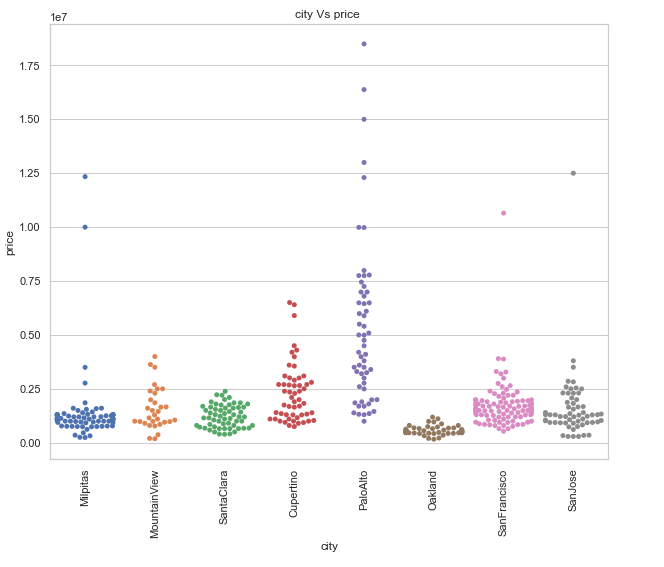 city Vs price
1e7
1.75
1.50
1.25
1.00
0.75
0.50
0.25
0.00
price
Milpitas
MountainView
SantaClara
Cupertino
PaloAlto
Oakland
SanFrancisco
SanJose
city